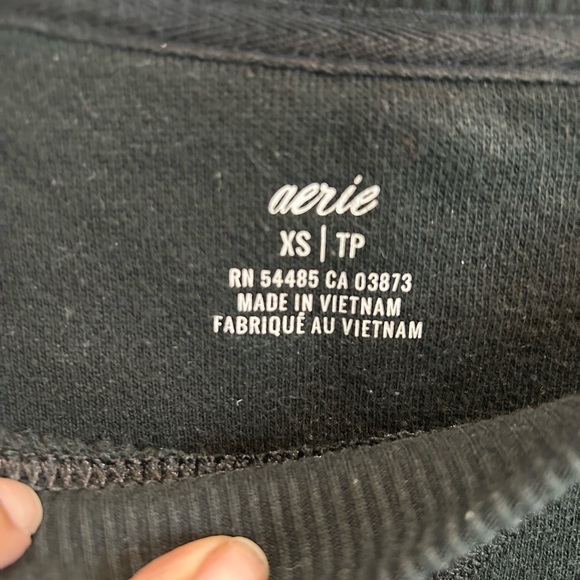 aerie
XS | TP
RN 54485 CA 03873
MADE IN VIETNAM
FABRIQUÉ AU VIETNAM